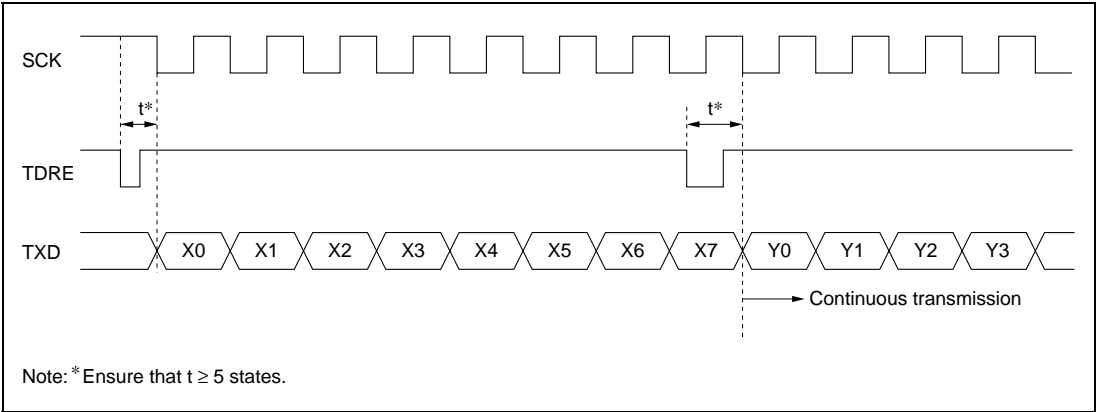 SCK
t* t*
TDRE
TXD X0 X1 X2 X3 X4 X5 X6 X7 Y0 Y1 Y2 Y3
Continuous transmission
Note: * Ensure that t ≥ 5 states.